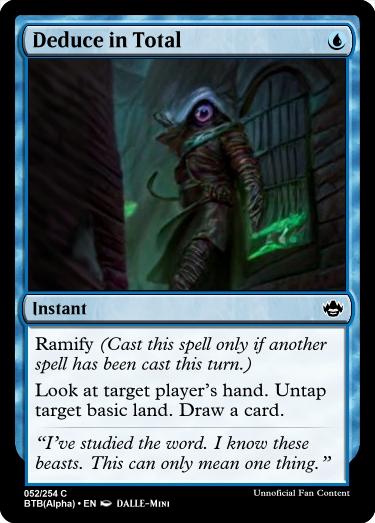 Deduce in Total
Instant
Ramify (Cast this spell only if another
spell has been cast this turn.)
Look at target player's hand. Untap
target basic land. Draw a card.
“I've studied the word. I know these
beasts. This can only mean one thing.”
052/254 C
BTB(Alpha) • EN DALLE-Mini
Unofficial Fan Content